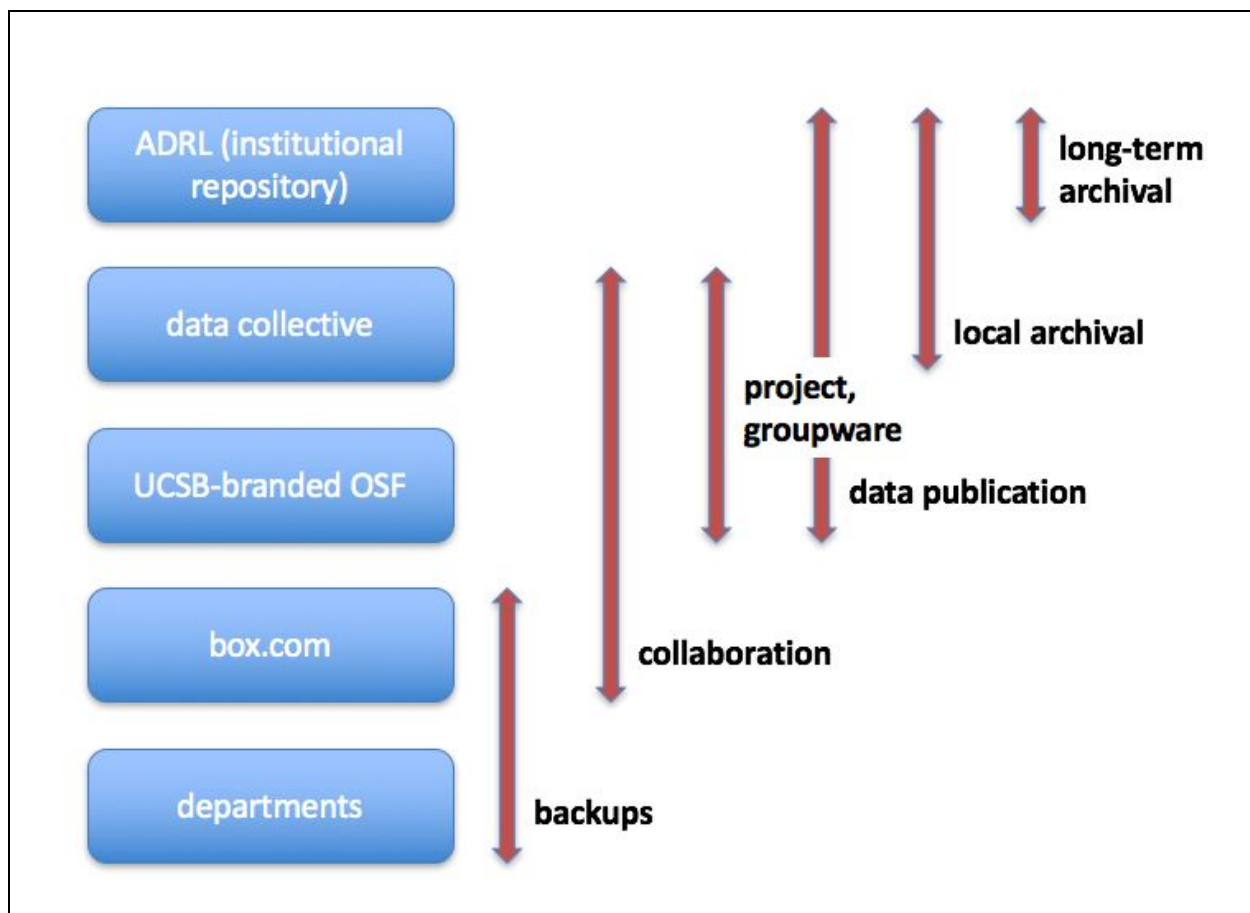 ADRL (institutional
repository)
long-term
archival
data collective
local archival
project,
groupware
UCSB-branded OSF
data publication
box.com
collaboration
departments
backups